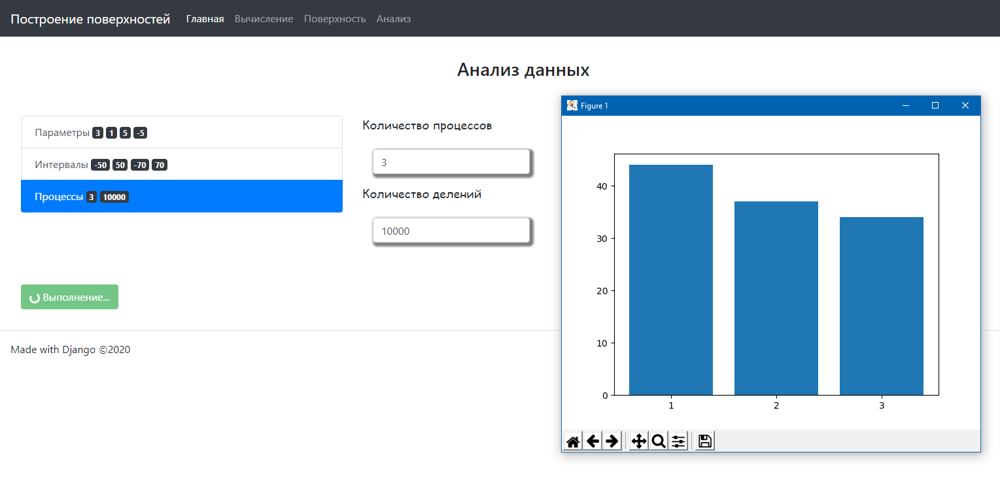 Построение поверхностей Главная Вычисление Поверхность Анализ
Анализ данных
Параметры 3 1 5 -5
Интервалы -50 50 -70 70
Процессы 3 10000
Количество процессов
3
Количество делений
10000
Выполнение...
Made with Django ©2020
Figure 1
40
30
20
10
0
1 2 3